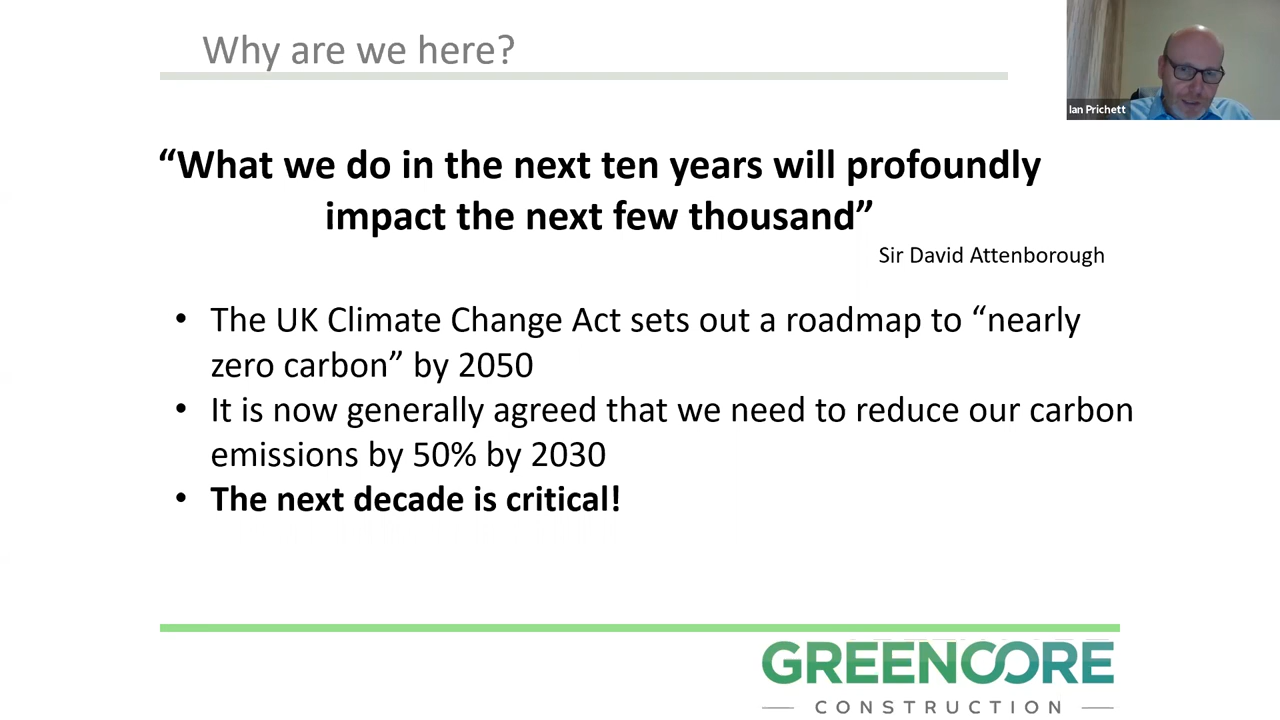 Why are we here?
Ian Prichett
“What we do in the next ten years will profoundly
impact the next few thousand”
Sir David Attenborough
• The UK Climate Change Act sets out a roadmap to “nearly
zero carbon” by 2050
• It is now generally agreed that we need to reduce our carbon
emissions by 50% by 2030
• The next decade is critical!
GREENCORE
CONSTRUCTION